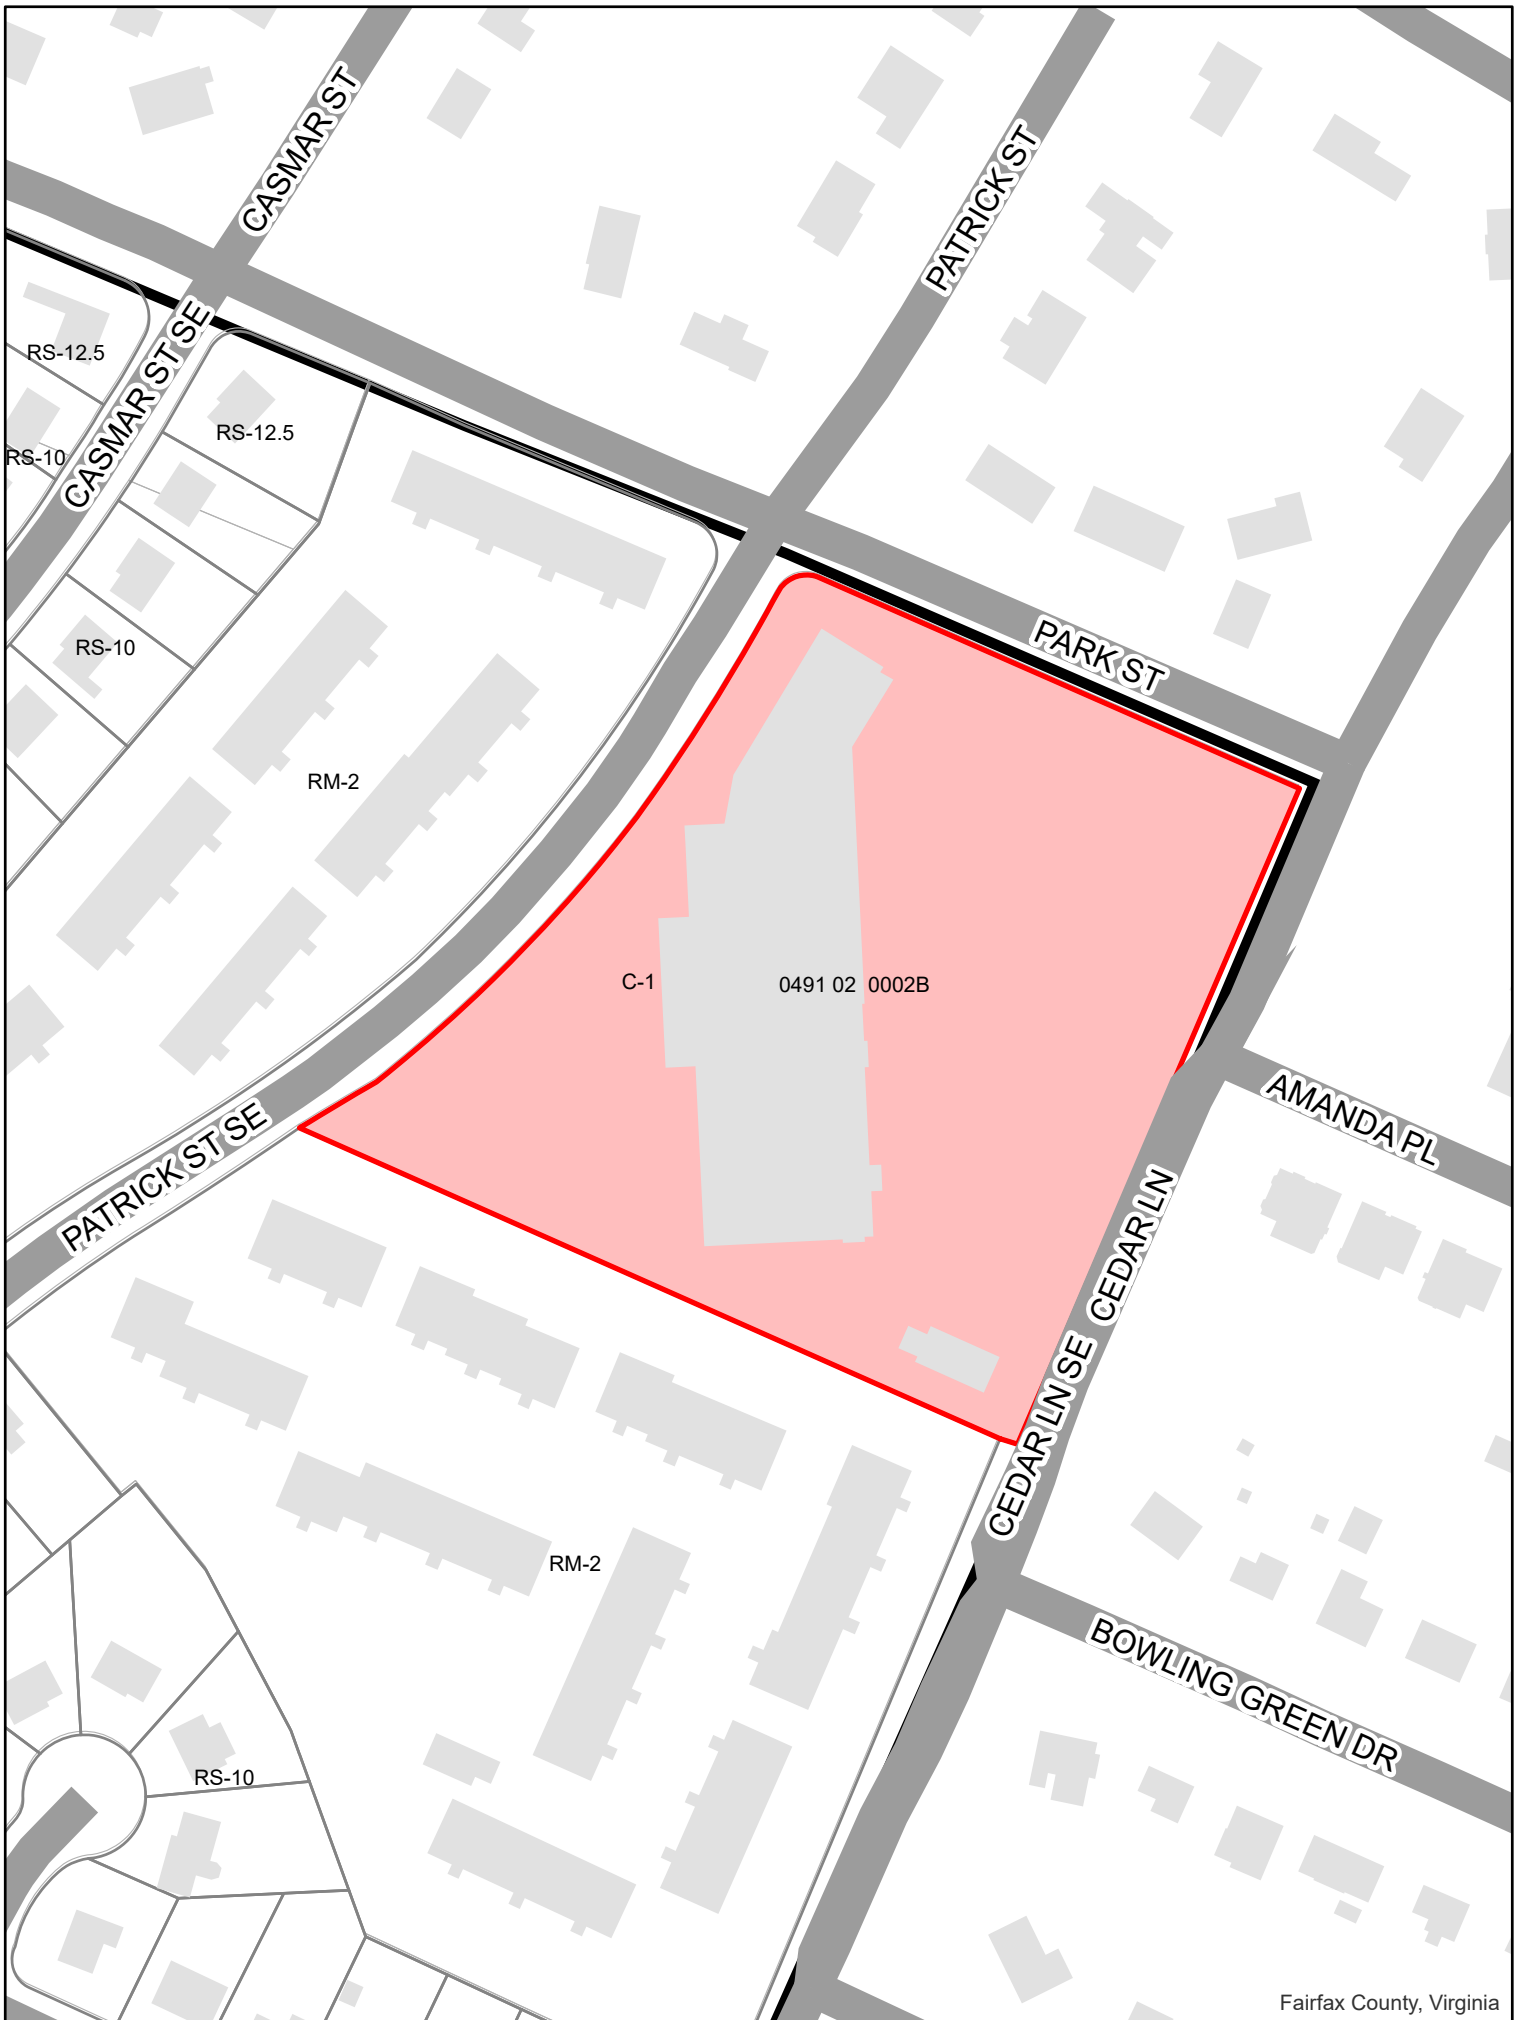 CASMAR ST
PATRICK ST
CASMAR ST SE
RS-12.5
RS-12.5
RS-10
PARK ST
RS-10
RM-2
C-1
0491 02 0002B
AMANDA PL
PATRICK ST SE
CEDAR LN
CEDAR LN SE
RM-2
BOWLING GREEN DR
RS-10
Fairfax County, Virginia